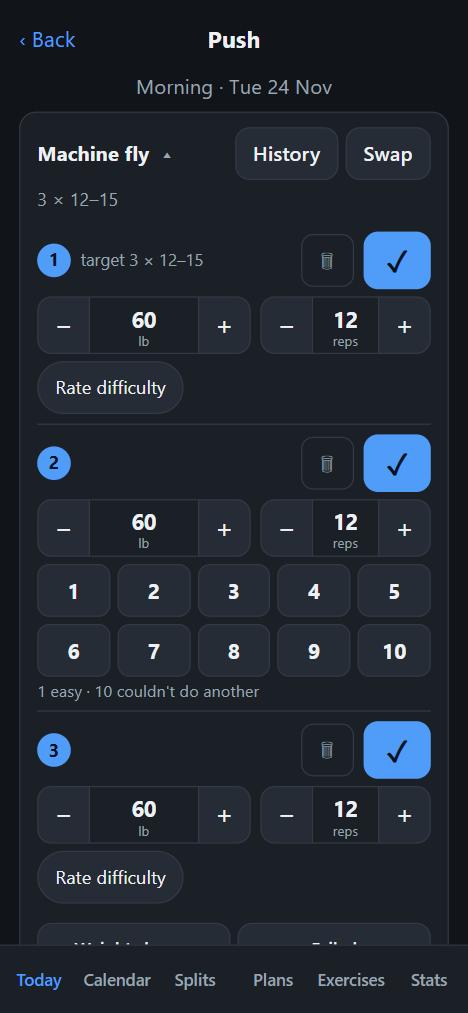 ‹ Back
Push
Morning · Tue 24 Nov
Machine fly ▲
History
Swap
3 × 12–15
1
target 3 × 12–15
✓
− 60 lb +
− 12 reps +
Rate difficulty
2
✓
− 60 lb +
− 12 reps +
1 2 3 4 5
6 7 8 9 10
1 easy · 10 couldn't do another
3
✓
− 60 lb +
− 12 reps +
Rate difficulty
Today Calendar Splits Plans Exercises Stats